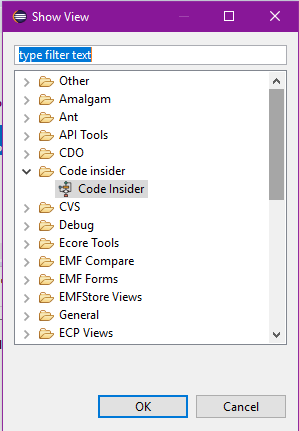 Show View
type filter text
Other
Amalgam
Ant
API Tools
CDO
Code insider
Code Insider
CVS
Debug
Ecore Tools
EMF Compare
EMF Forms
EMFStore Views
General
ECP Views
OK
Cancel